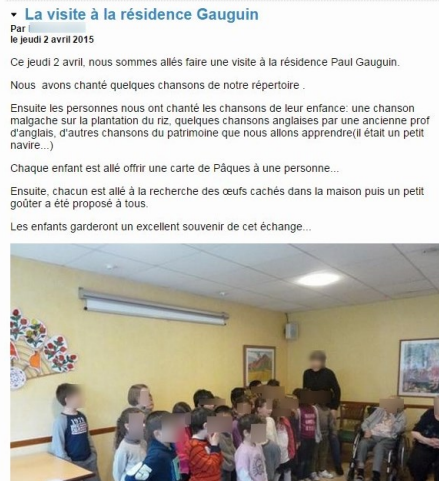 La visite à la résidence Gauguin
Par
le jeudi 2 avril 2015
Ce jeudi 2 avril, nous sommes allés faire une visite à la résidence Paul Gauguin.
Nous avons chanté quelques chansons de notre répertoire .
Ensuite les personnes nous ont chanté les chansons de leur enfance: une chanson
malgache sur la plantation du riz, quelques chansons anglaises par une ancienne prof
d'anglais, d'autres chansons du patrimoine que nous allons apprendre(il était un petit
navire...)
Chaque enfant est allé offrir une carte de Pâques à une personne...
Ensuite, chacun est allé à la recherche des œufs cachés dans la maison puis un petit
goûter a été proposé à tous.
Les enfants garderont un excellent souvenir de cet échange...